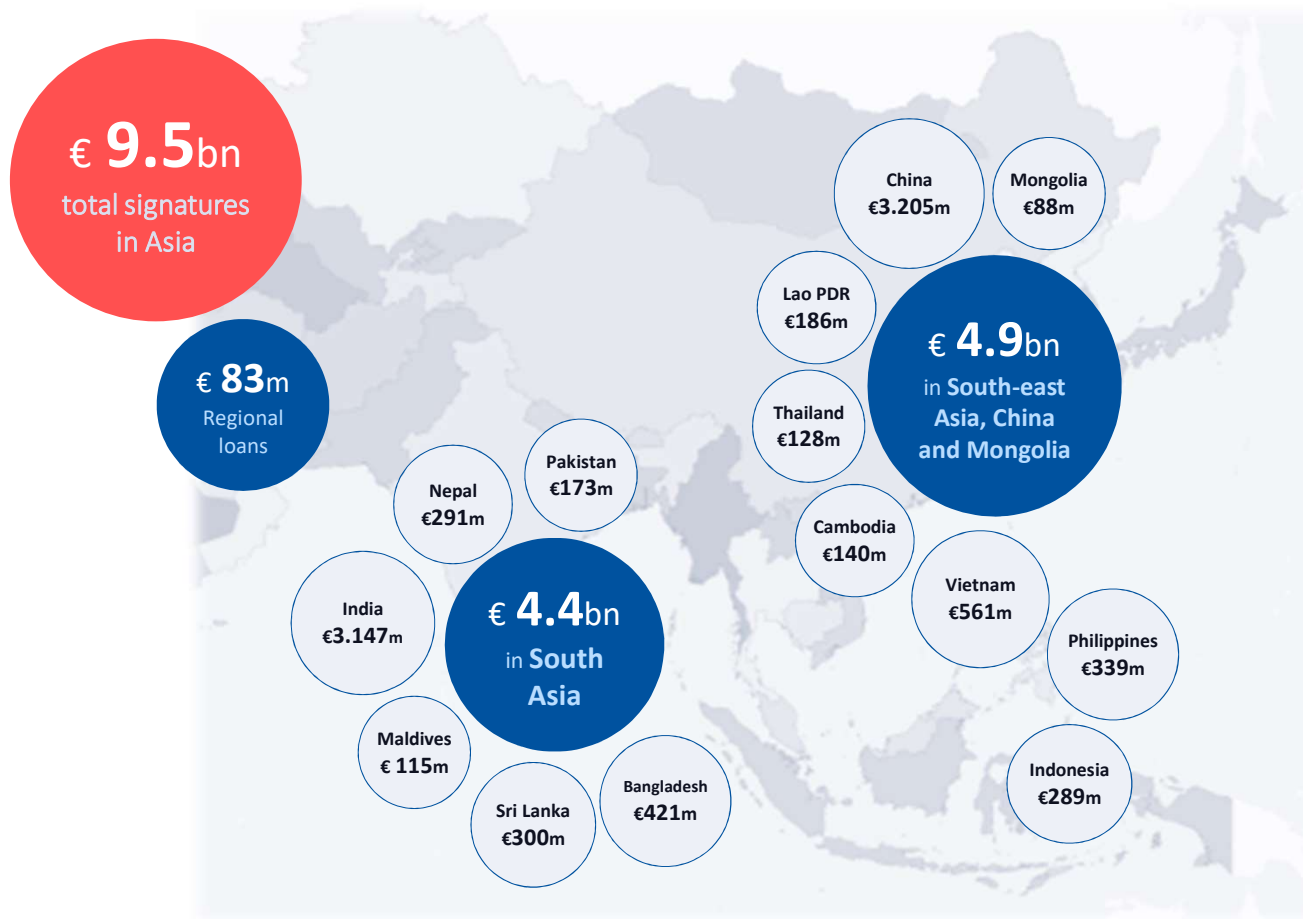 € 9.5bn
total signatures
in Asia
€ 83m
Regional
loans
China
€3.205m
Mongolia
€88m
Lao PDR
€186m
€ 4.9bn
in South-east
Asia, China
and Mongolia
Thailand
€128m
Cambodia
€140m
Vietnam
€561m
Philippines
€339m
Indonesia
€289m
Pakistan
€173m
Nepal
€291m
India
€3.147m
€ 4.4bn
in South
Asia
Maldives
€ 115m
Sri Lanka
€300m
Bangladesh
€421m